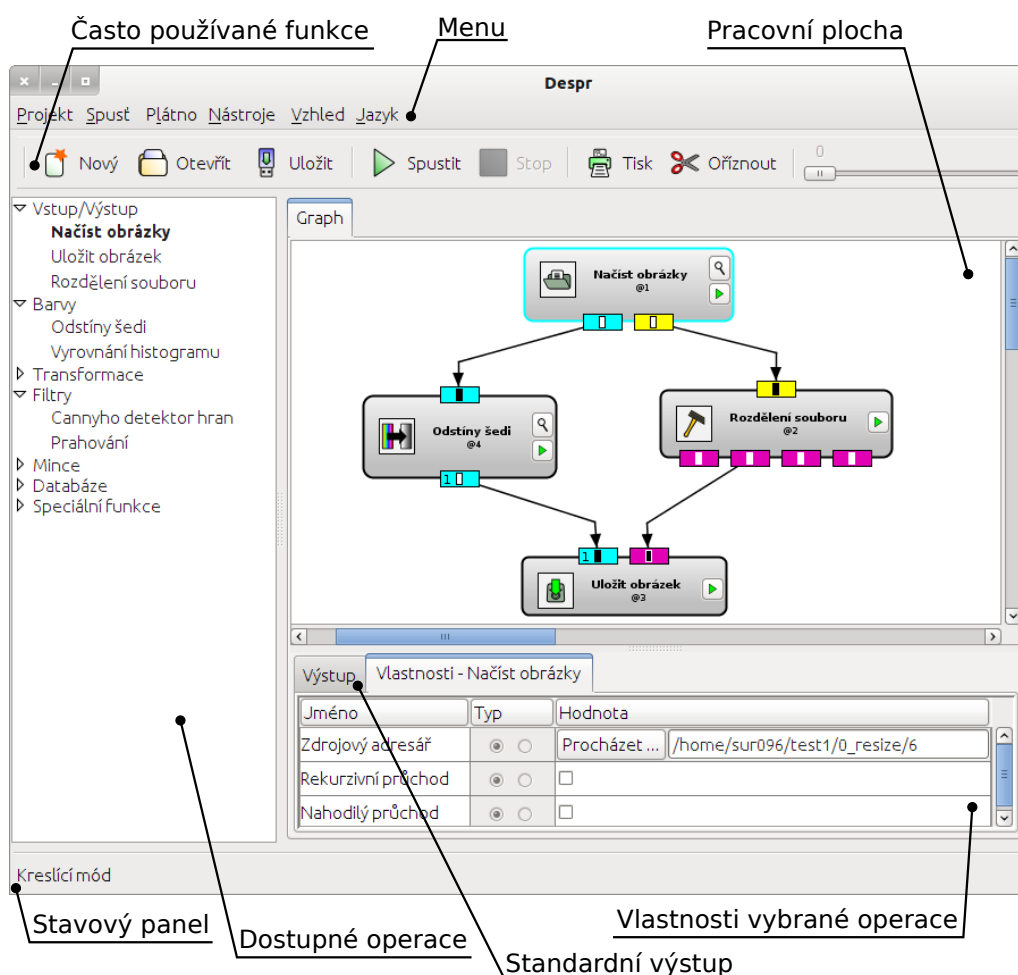 Často používané funkce
Menu
Pracovní plocha
Despr
Projekt Spusť Plátno Nástroje Vzhled Jazyk
Nový Otevřít Uložit Spustit Stop Tisk Oříznout 0
Vstup/Výstup
Načíst obrázky
Uložit obrázek
Rozdělení souboru
Barvy
Odstíny šedi
Vyrovnání histogramu
Transformace
Filtry
Cannyho detektor hran
Prahování
Mince
Databáze
Speciální funkce
Graph
Načíst obrázky
@1
Odstíny šedi
@4
1
Rozdělení souboru
@2
1
Uložit obrázek
@3
Výstup Vlastnosti - Načíst obrázky
Jméno Typ Hodnota
Zdrojový adresář Procházet ... /home/sur096/test1/0_resize/6
Rekurzivní průchod
Nahodilý průchod
Kreslící mód
Stavový panel
Dostupné operace
Vlastnosti vybrané operace
Standardní výstup